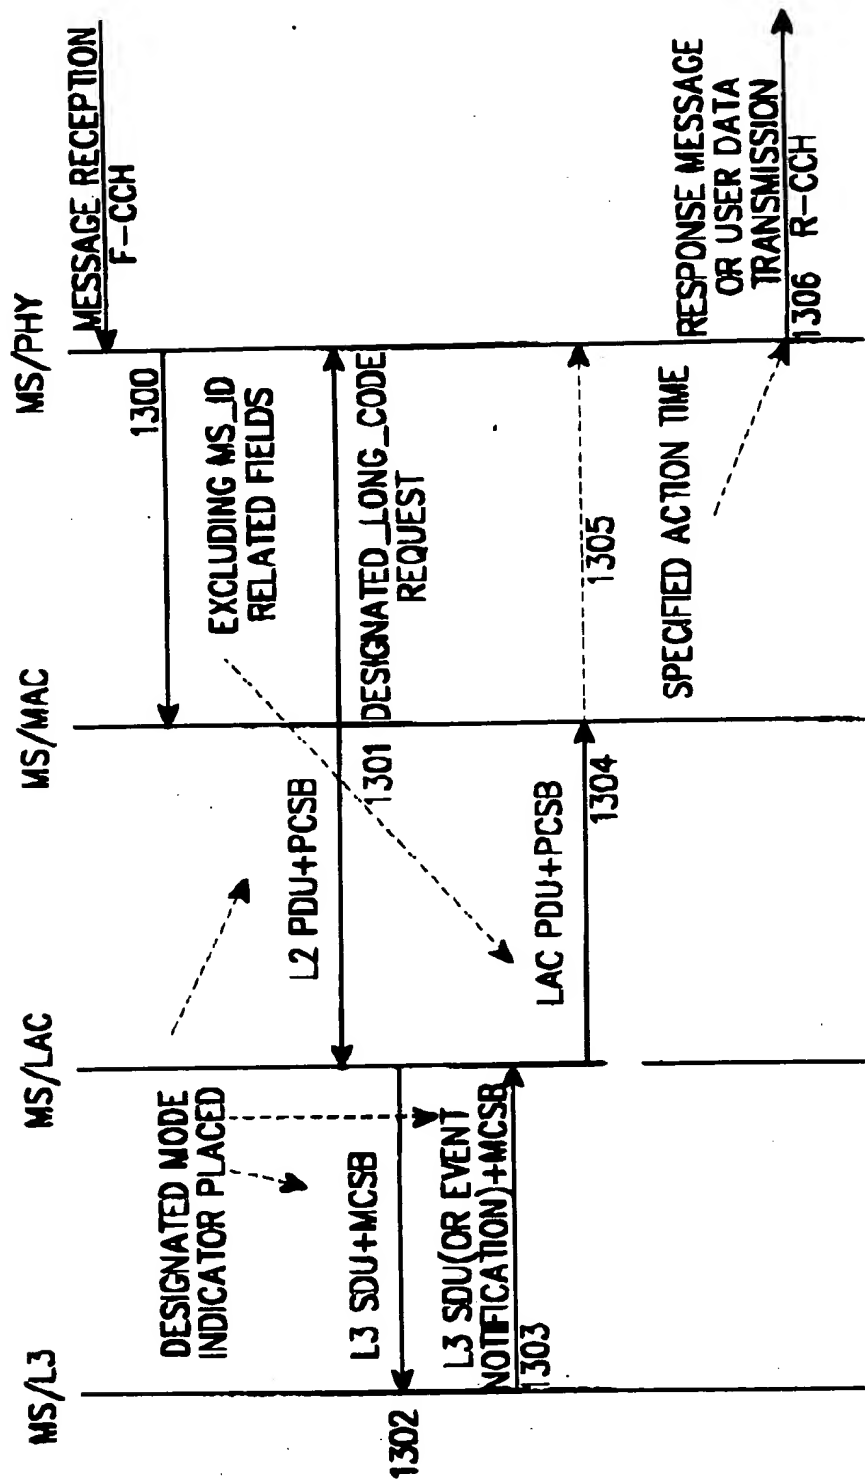 MS/L3
MS/LAC
MS/MAC
MS/PHY
MESSAGE RECEPTION
F-CCH
1300
DESIGNATED MODE
INDICATOR PLACED
EXCLUDING MS_ID
RELATED FIELDS
L2 PDU+PCSB
1301
DESIGNATED_LONG_CODE
REQUEST
L3 SDU+MCSB
1302
L3 SDU(OR EVENT
NOTIFICATION)+MCSB
1303
LAC PDU+PCSB
1304
1305
SPECIFIED ACTION TIME
RESPONSE MESSAGE
OR USER DATA
TRANSMISSION
1306 R-CCH